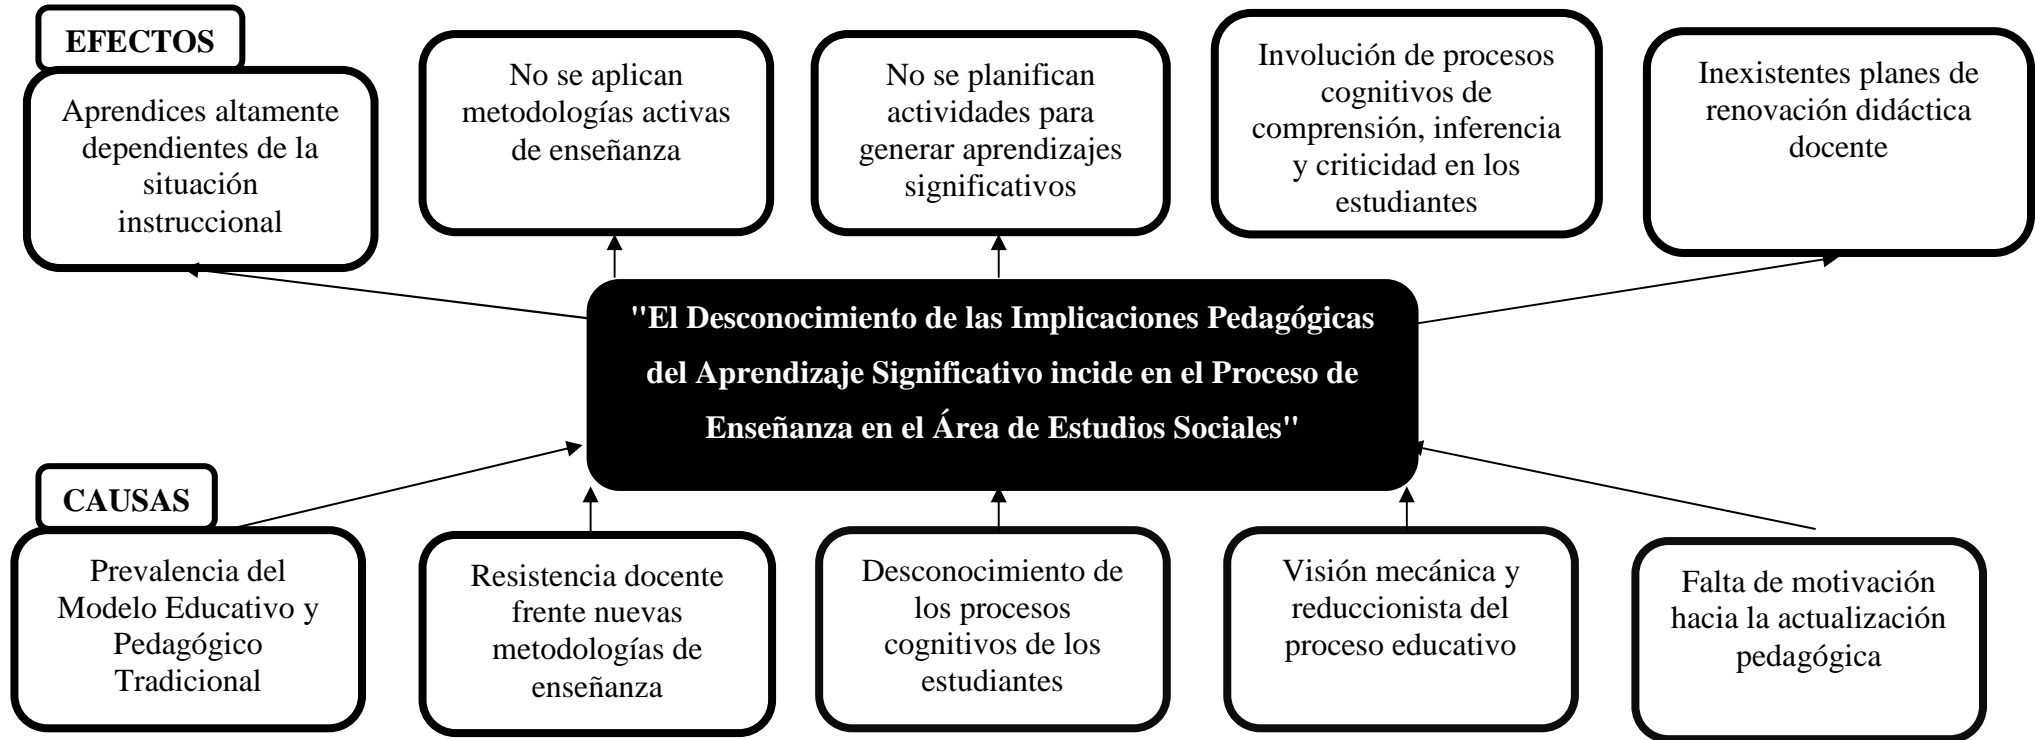 EFECTOS
Aprendices altamente
dependientes de la
situación
instruccional
No se aplican
metodologías activas
de enseñanza
No se planifican
actividades para
generar aprendizajes
significativos
Involución de procesos
cognitivos de
comprensión, inferencia
y criticidad en los
estudiantes
Inexistentes planes de
renovación didáctica
docente
"El Desconocimiento de las Implicaciones Pedagógicas
del Aprendizaje Significativo incide en el Proceso de
Enseñanza en el Área de Estudios Sociales"
CAUSAS
Prevalencia del
Modelo Educativo y
Pedagógico
Tradicional
Resistencia docente
frente nuevas
metodologías de
enseñanza
Desconocimiento de
los procesos
cognitivos de los
estudiantes
Visión mecánica y
reduccionista del
proceso educativo
Falta de motivación
hacia la actualización
pedagógica